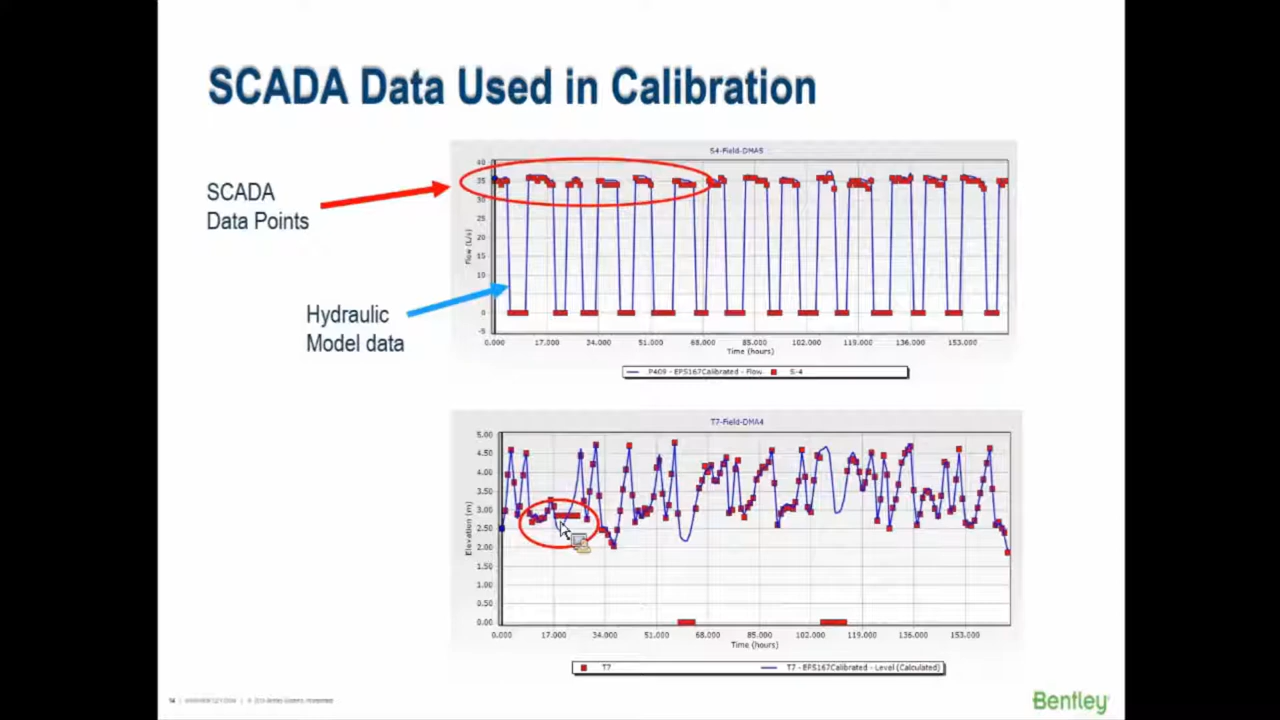 SCADA Data Used in Calibration
SCADA
Data Points
Hydraulic
Model data
S4-Field-DMA5
Flow (L/s)
40
35
30
25
20
15
10
0
-5
0.000 17.000 34.000 51.000 68.000 85.000 102.000 119.000 136.000 153.000
Time (hours)
P409 - EPS167Calibrated - Flow S-4
T7-Field-DMA4
Elevation (m)
5.00
4.50
4.00
3.50
3.00
2.50
2.00
1.50
1.00
0.50
0.00
0.000 17.000 34.000 51.000 68.000 85.000 102.000 119.000 136.000 153.000
Time (hours)
T7 T7 - EPS167Calibrated - Level (Calculated)
Bentley